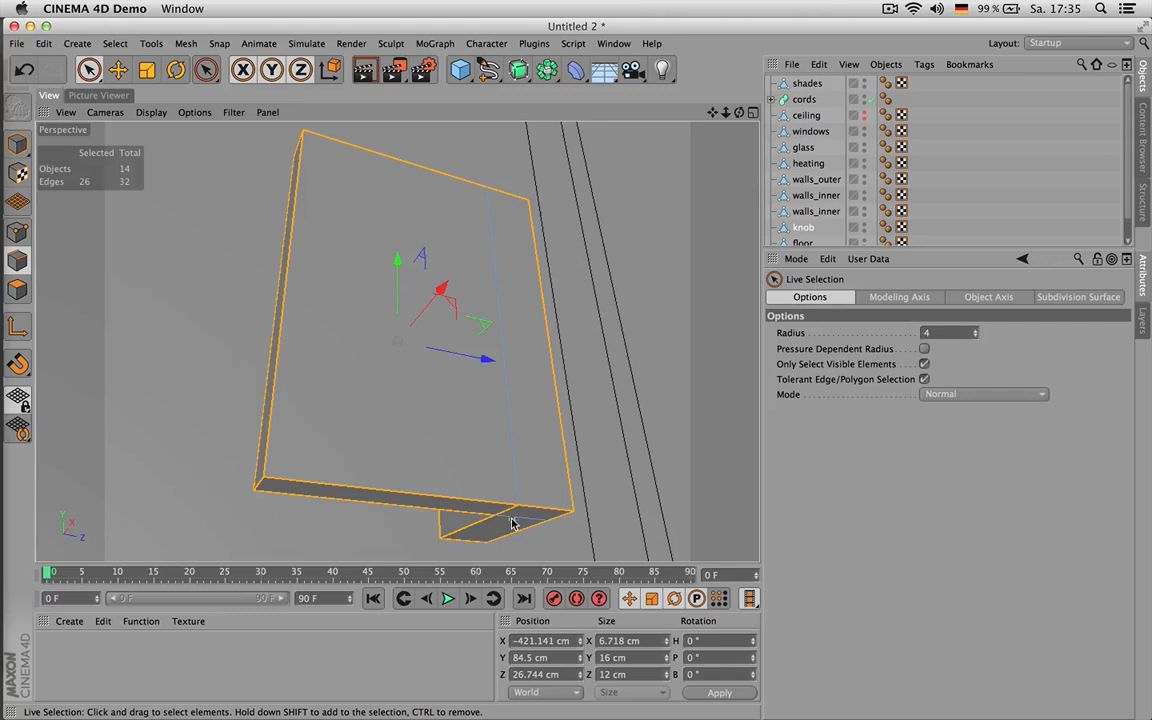 CINEMA 4D Demo Window 99 % Sa. 17:35
Untitled 2 *
File Edit Create Select Tools Mesh Snap Animate Simulate Render Sculpt MoGraph Character Plugins Script Window Help Layout: Startup
X Y Z
View Picture Viewer
File Edit View Objects Tags Bookmarks
View Cameras Display Options Filter Panel
Perspective
Selected Total
Objects 14
Edges 26 32
shades
cords
ceiling
windows
glass
heating
walls_outer
walls_inner
walls_inner
knob
floor
Objects
Content Browser
Structure
Mode Edit User Data
Live Selection
Options Modeling Axis Object Axis Subdivision Surface
Options
Radius 4
Pressure Dependent Radius
Only Select Visible Elements
Tolerant Edge/Polygon Selection
Mode Normal
Attributes
Layers
Y
X
Z
0 5 10 15 20 25 30 35 40 45 50 55 60 65 70 75 80 85 90 0 F
0 F 0 F 90 F 90 F P
Create Edit Function Texture
Position Size Rotation
X -421.141 cm X 6.718 cm H 0 °
Y 84.5 cm Y 16 cm P 0 °
Z 26.744 cm Z 12 cm B 0 °
World Size Apply
MAXON
CINEMA 4D
Live Selection: Click and drag to select elements. Hold down SHIFT to add to the selection, CTRL to remove.